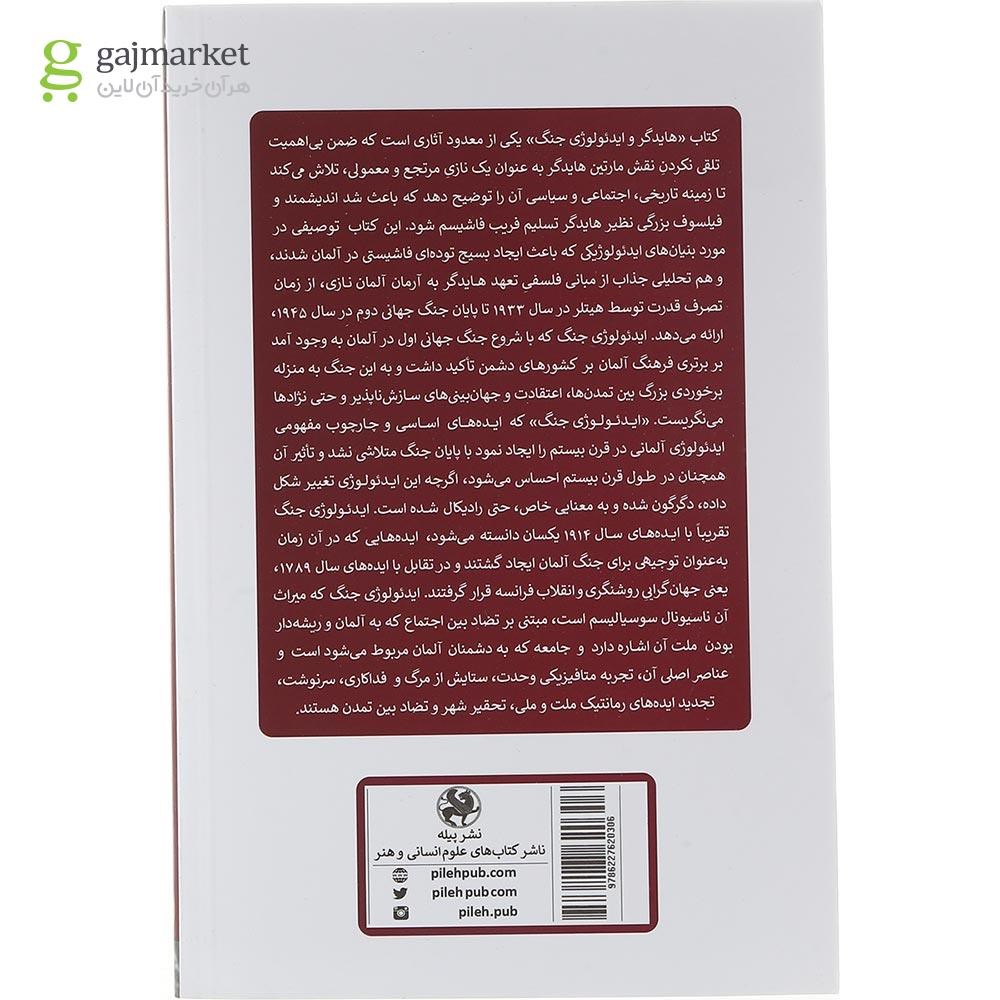 gajmarket
هر آن خرید آن لاین
کتاب «هایدگر و ایدئولوژی جنگ» یکی از معدود آثاری است که ضمن بی‌اهمیت
تلقی نکردنِ نقش مارتین هایدگر به عنوان یک نازی مرتجع و معمولی، تلاش می‌کند
تا زمینه تاریخی، اجتماعی و سیاسی آن را توضیح دهد که باعث شد اندیشمند و
فیلسوف بزرگی نظیر هایدگر تسلیم فریب فاشیسم شود. این کتاب توصیفی در
مورد بنیان‌های ایدئولوژیکی که باعث ایجاد بسیج توده‌ای فاشیستی در آلمان شدند،
و هم تحلیلی جذاب از مبانی فلسفیِ تعهد هایدگر به آرمان آلمان نازی، از زمان
تصرف قدرت توسط هیتلر در سال ۱۹۳۳ تا پایان جنگ جهانی دوم در سال ۱۹۴۵،
ارائه می‌دهد. ایدئولوژی جنگ که با شروع جنگ جهانی اول در آلمان به وجود آمد
بر برتری فرهنگ آلمان بر کشورهای دشمن تأکید داشت و به این جنگ به منزله
برخوردی بزرگ بین تمدن‌ها، اعتقادت و جهان‌بینی‌های سازش‌ناپذیر و حتی نژادها
می‌نگریست. «ایدئولوژی جنگ» که ایده‌های اساسی و چارچوب مفهومی
ایدئولوژی آلمانی در قرن بیستم را ایجاد نمود با پایان جنگ متلاشی نشد و تأثیر آن
همچنان در طول قرن بیستم احساس می‌شود، اگرچه این ایدئولوژی تغییر شکل
داده، دگرگون شده و به معنایی خاص، حتی رادیکال شده است. ایدئولوژی جنگ
تقریباً با ایده‌های سال ۱۹۱۴ یکسان دانسته می‌شود، ایده‌هایی که در آن زمان
به‌عنوان توجیهی برای جنگ آلمان ایجاد گشتند و در تقابل با ایده‌های سال ۱۷۸۹،
یعنی جهان‌گرایی روشنگری و انقلاب فرانسه قرار گرفتند. ایدئولوژی جنگ که میراث
آن ناسیونال سوسیالیسم است، مبتنی بر تضاد بین اجتماع که به آلمان و ریشه‌دار
بودن ملت آن اشاره دارد و جامعه که به دشمنان آلمان مربوط می‌شود است و
عناصر اصلی آن، تجربه متافیزیکی وحدت، ستایش از مرگ و فداکاری، سرنوشت،
تجدید ایده‌های رمانتیک ملت و ملی، تحقیر شهر و تضاد بین تمدن هستند.
نشر پیله
ناشر کتاب‌های علوم انسانی و هنر
pilehpub.com
pilehpubcom
pileh.pub
9786227620306